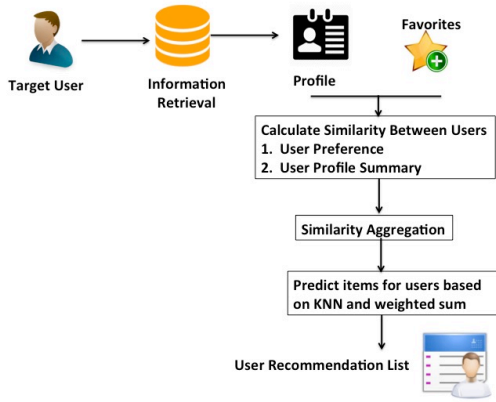 Favorites
Target User
Information
Retrieval
Profile
Calculate Similarity Between Users
1. User Preference
2. User Profile Summary
Similarity Aggregation
Predict items for users based
on KNN and weighted sum
User Recommendation List